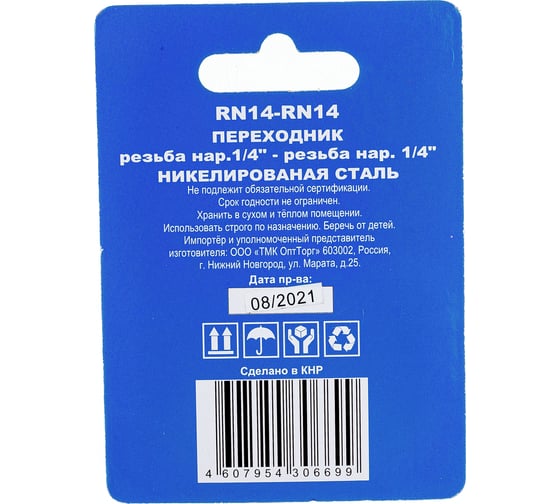 RN14-RN14
ПЕРЕХОДНИК
резьба нар.1/4" - резьба нар. 1/4"
НИКЕЛИРОВАНАЯ СТАЛЬ
Не подлежит обязательной сертификации.
Срок годности не ограничен.
Хранить в сухом и тёплом помещении.
Использовать строго по назначению. Беречь от детей.
Импортёр и уполномоченный представитель
изготовителя: ООО «ТМК ОптТорг» 603002, Россия,
г. Нижний Новгород, ул. Марата, д.25.
Дата пр-ва:
08/2021
Сделано в КНР
4 607954 306699